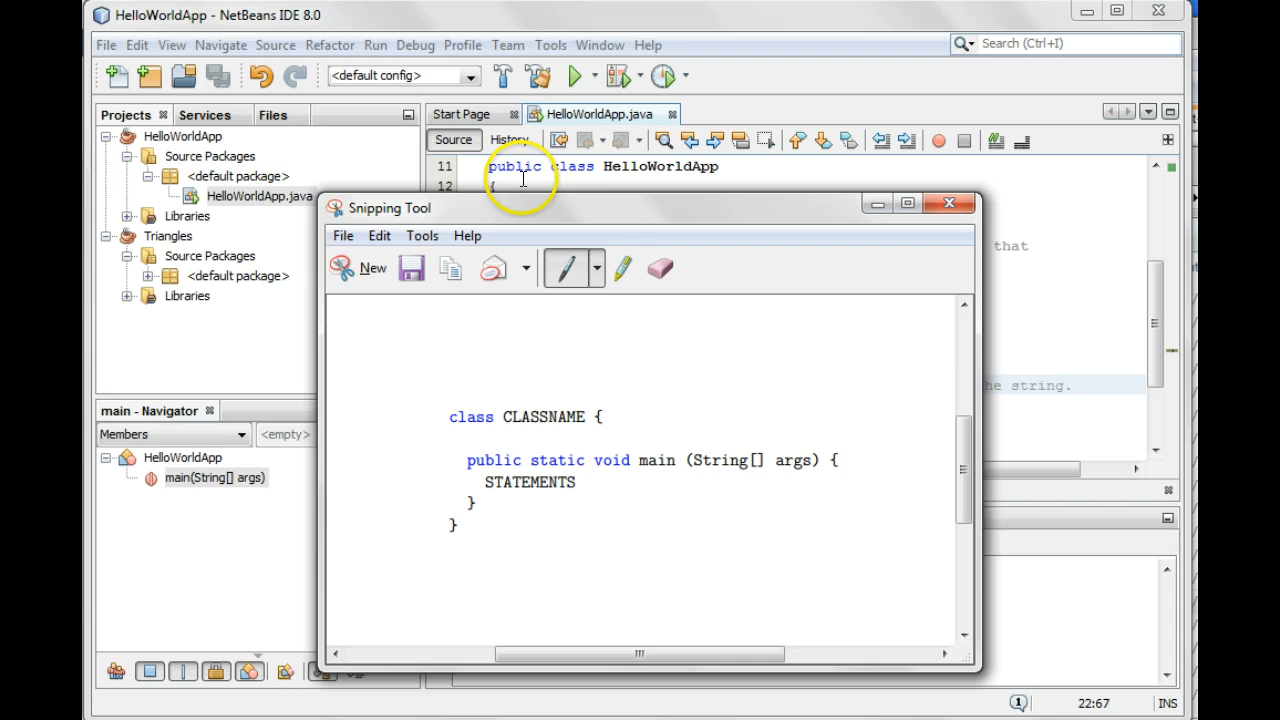 HelloWorldApp - NetBeans IDE 8.0
File Edit View Navigate Source Refactor Run Debug Profile Team Tools Window Help
Search (Ctrl+I)
<default config>
Projects Services Files
Start Page HelloWorldApp.java
Source History
HelloWorldApp
Source Packages
<default package>
HelloWorldApp.java
Libraries
Triangles
Source Packages
<default package>
Libraries
11 public class HelloWorldApp
12 {
that
he string.
main - Navigator
Members <empty>
HelloWorldApp
main(String[] args)
Snipping Tool
File Edit Tools Help
New
class CLASSNAME {
public static void main (String[] args) {
STATEMENTS
}
}
22:67 INS